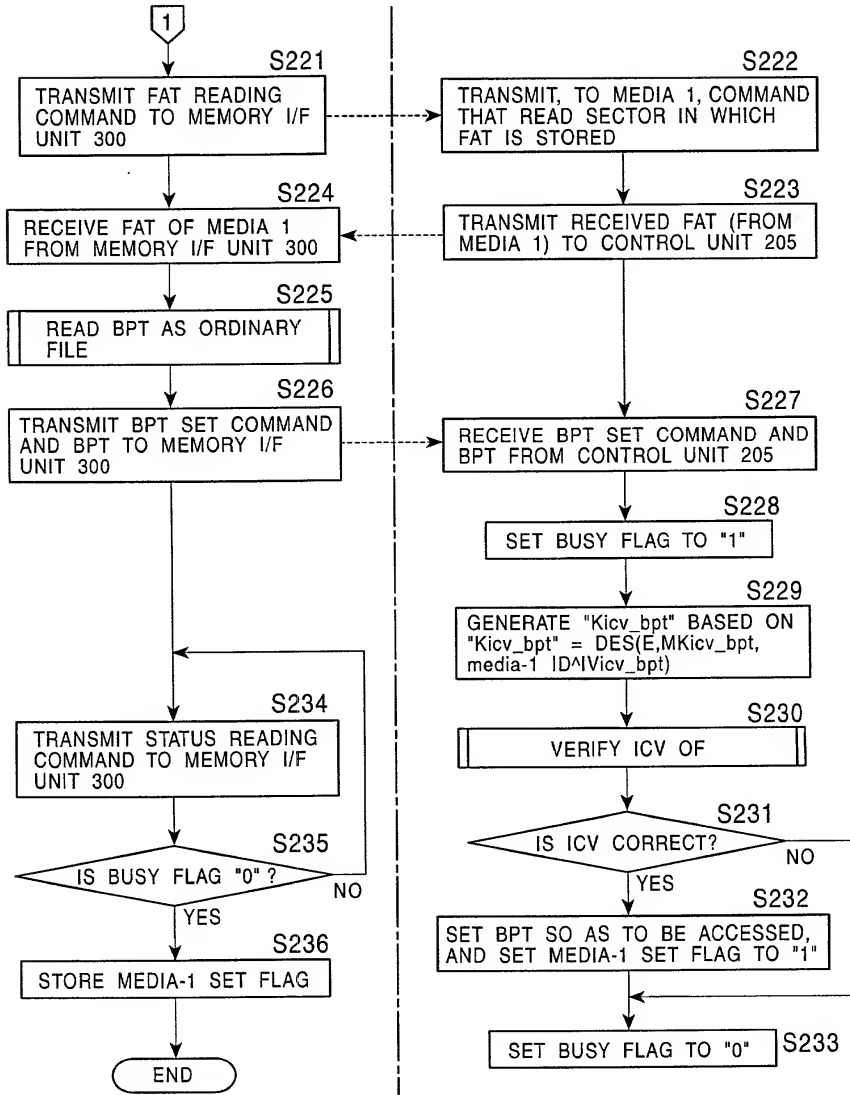 1
S221
TRANSMIT FAT READING
COMMAND TO MEMORY I/F
UNIT 300
S222
TRANSMIT, TO MEDIA 1, COMMAND
THAT READ SECTOR IN WHICH
FAT IS STORED
S224
RECEIVE FAT OF MEDIA 1
FROM MEMORY I/F UNIT 300
S223
TRANSMIT RECEIVED FAT (FROM
MEDIA 1) TO CONTROL UNIT 205
S225
READ BPT AS ORDINARY
FILE
S226
TRANSMIT BPT SET COMMAND
AND BPT TO MEMORY I/F
UNIT 300
S227
RECEIVE BPT SET COMMAND AND
BPT FROM CONTROL UNIT 205
S228
SET BUSY FLAG TO "1"
S229
GENERATE "Kicv_bpt" BASED ON
"Kicv_bpt" = DES(E,MKicv_bpt,
media-1 ID^IVicv_bpt)
S230
VERIFY ICV OF
S231
IS ICV CORRECT?
NO
YES
S232
SET BPT SO AS TO BE ACCESSED,
AND SET MEDIA-1 SET FLAG TO "1"
SET BUSY FLAG TO "0"
S233
S234
TRANSMIT STATUS READING
COMMAND TO MEMORY I/F
UNIT 300
S235
IS BUSY FLAG "0" ?
NO
YES
S236
STORE MEDIA-1 SET FLAG
END